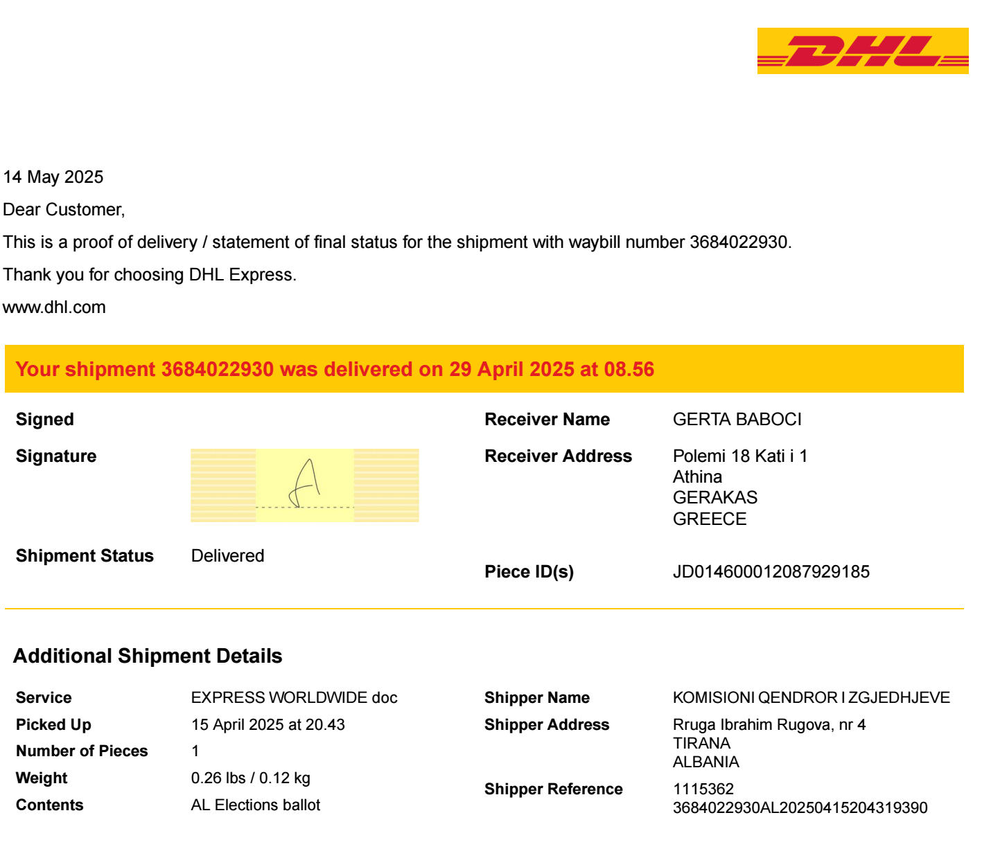 DHL
14 May 2025
Dear Customer,
This is a proof of delivery / statement of final status for the shipment with waybill number 3684022930.
Thank you for choosing DHL Express.
www.dhl.com
Your shipment 3684022930 was delivered on 29 April 2025 at 08.56
Signed
Receiver Name GERTA BABOCI
Signature
Receiver Address Polemi 18 Kati i 1
Athina
GERAKAS
GREECE
Shipment Status Delivered
Piece ID(s) JD014600012087929185
Additional Shipment Details
Service EXPRESS WORLDWIDE doc
Shipper Name KOMISIONI QENDROR I ZGJEDHJEVE
Picked Up 15 April 2025 at 20.43
Shipper Address Rruga Ibrahim Rugova, nr 4
TIRANA
ALBANIA
Number of Pieces 1
Weight 0.26 lbs / 0.12 kg
Shipper Reference 1115362
3684022930AL20250415204319390
Contents AL Elections ballot